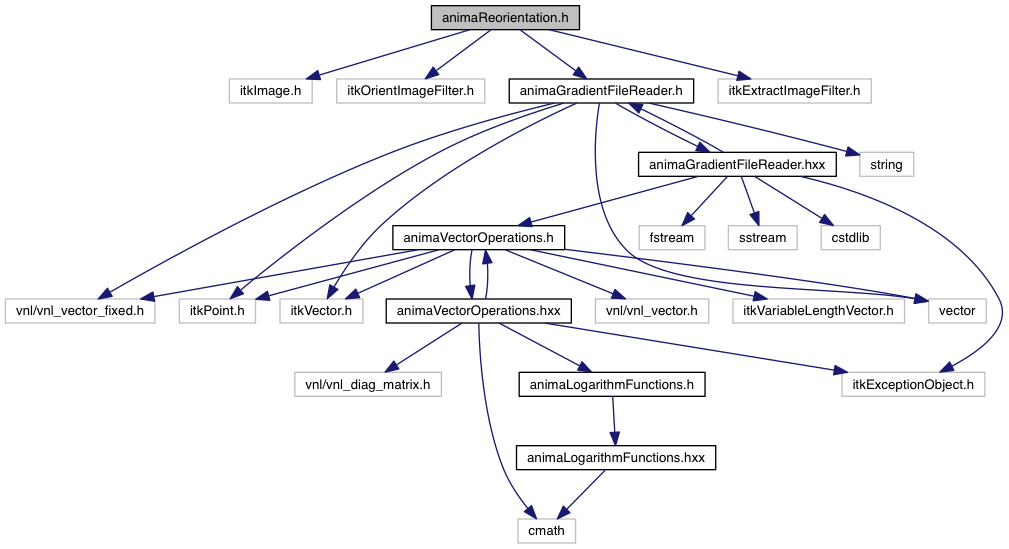 animaReorientation.h
itkImage.h
itkOrientImageFilter.h
animaGradientFileReader.h
itkExtractImageFilter.h
animaGradientFileReader.hxx
string
animaVectorOperations.h
fstream
sstream
cstdlib
vnl/vnl_vector_fixed.h
itkPoint.h
itkVector.h
animaVectorOperations.hxx
vnl/vnl_vector.h
itkVariableLengthVector.h
vector
vnl/vnl_diag_matrix.h
animaLogarithmFunctions.h
itkExceptionObject.h
animaLogarithmFunctions.hxx
cmath